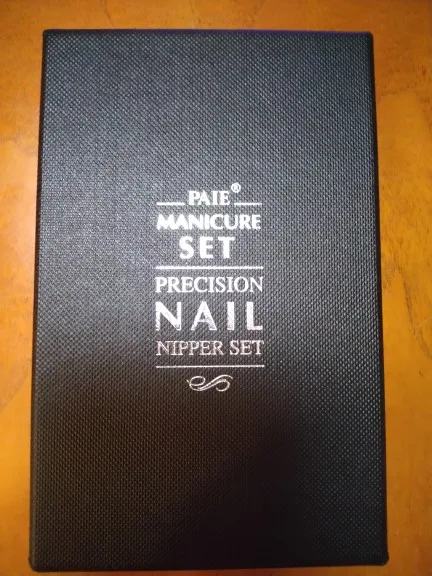 PAIE®
MANICURE
SET
PRECISION
NAIL
NIPPER SET